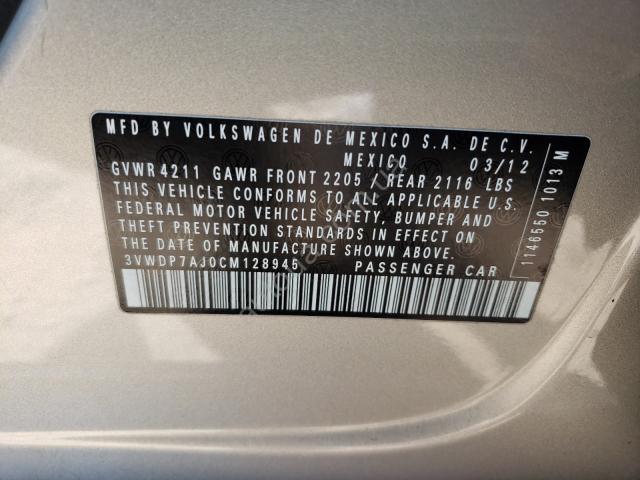 MFD BY VOLKSWAGEN DE MEXICO S.A. DE C.V.
MEXICO 03/12
GVWR 4211 GAWR FRONT 2205 REAR 2116 LBS
THIS VEHICLE CONFORMS TO ALL APPLICABLE U.S.
FEDERAL MOTOR VEHICLE SAFETY, BUMPER AND
THEFT PREVENTION STANDARDS IN EFFECT ON
THE DATE OF MANUFACTURE SHOWN ABOVE.
3VWDP7AJ0CM128945 PASSENGER CAR
1146550 1013 M